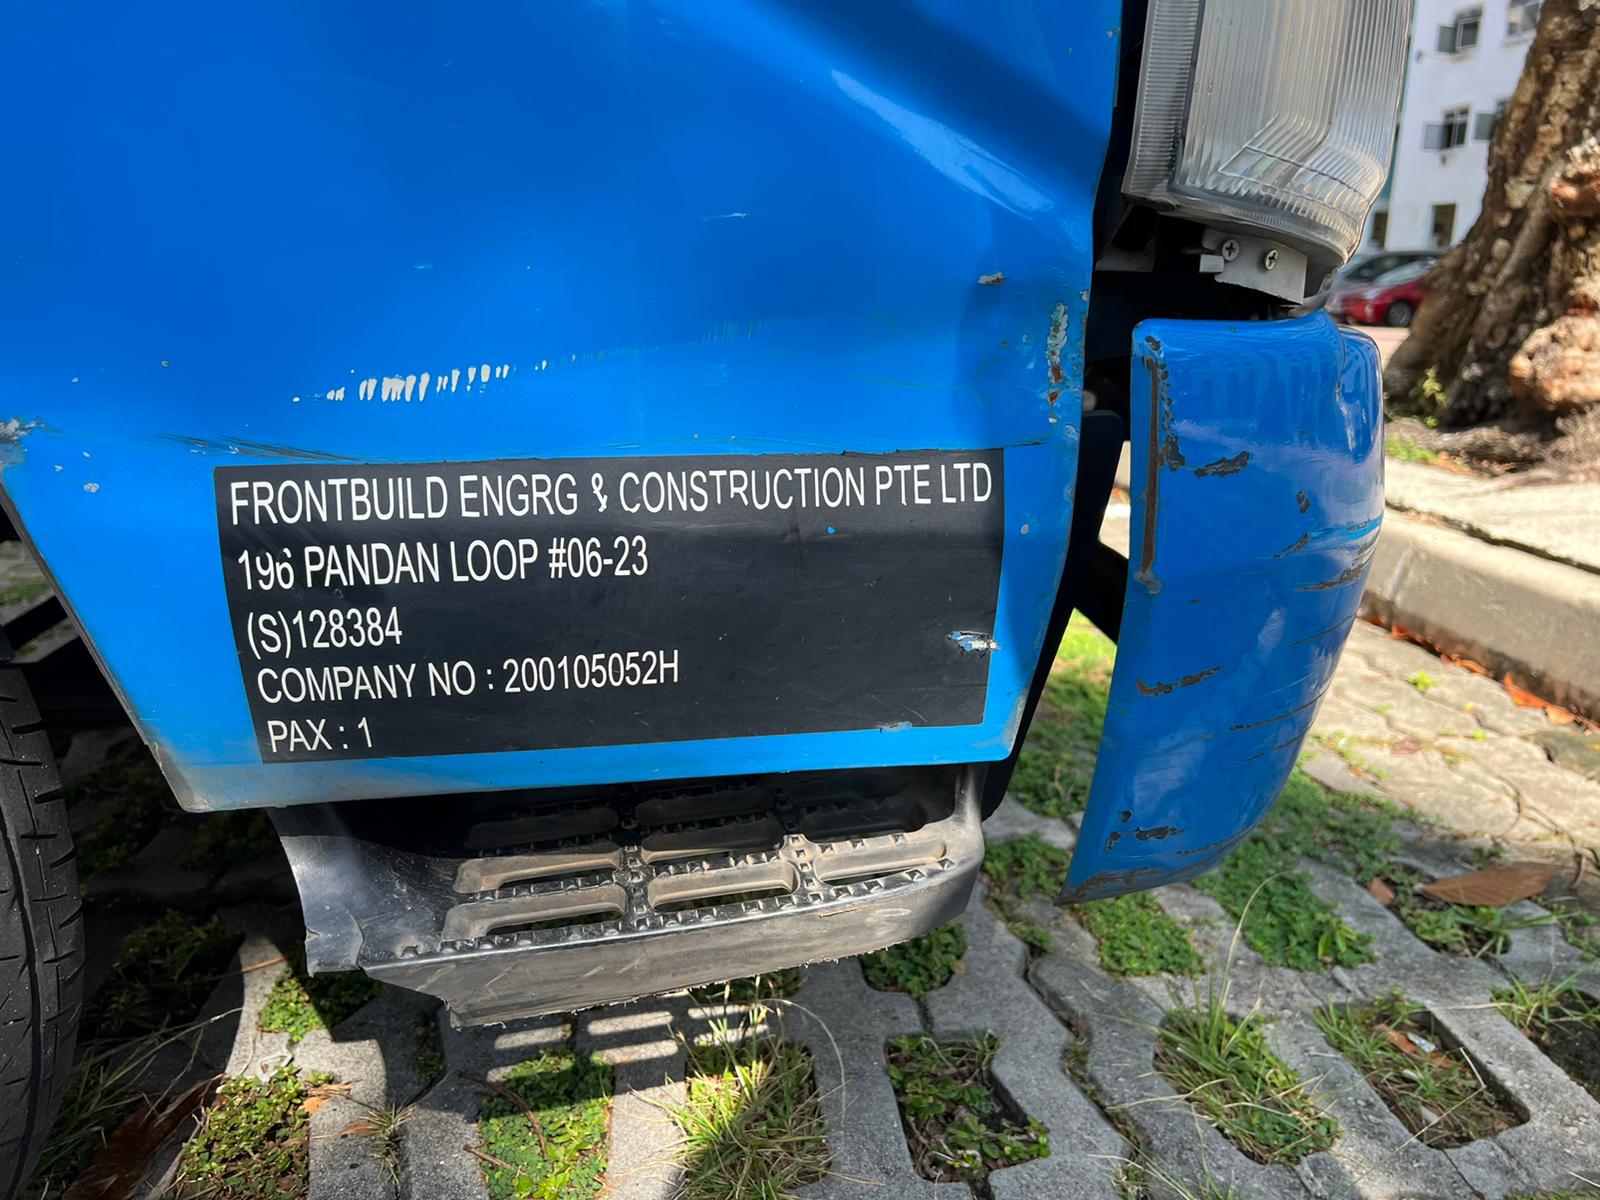 FRONTBUILD ENGRG & CONSTRUCTION PTE LTD
196 PANDAN LOOP #06-23
(S)128384
COMPANY NO : 200105052H
PAX : 1